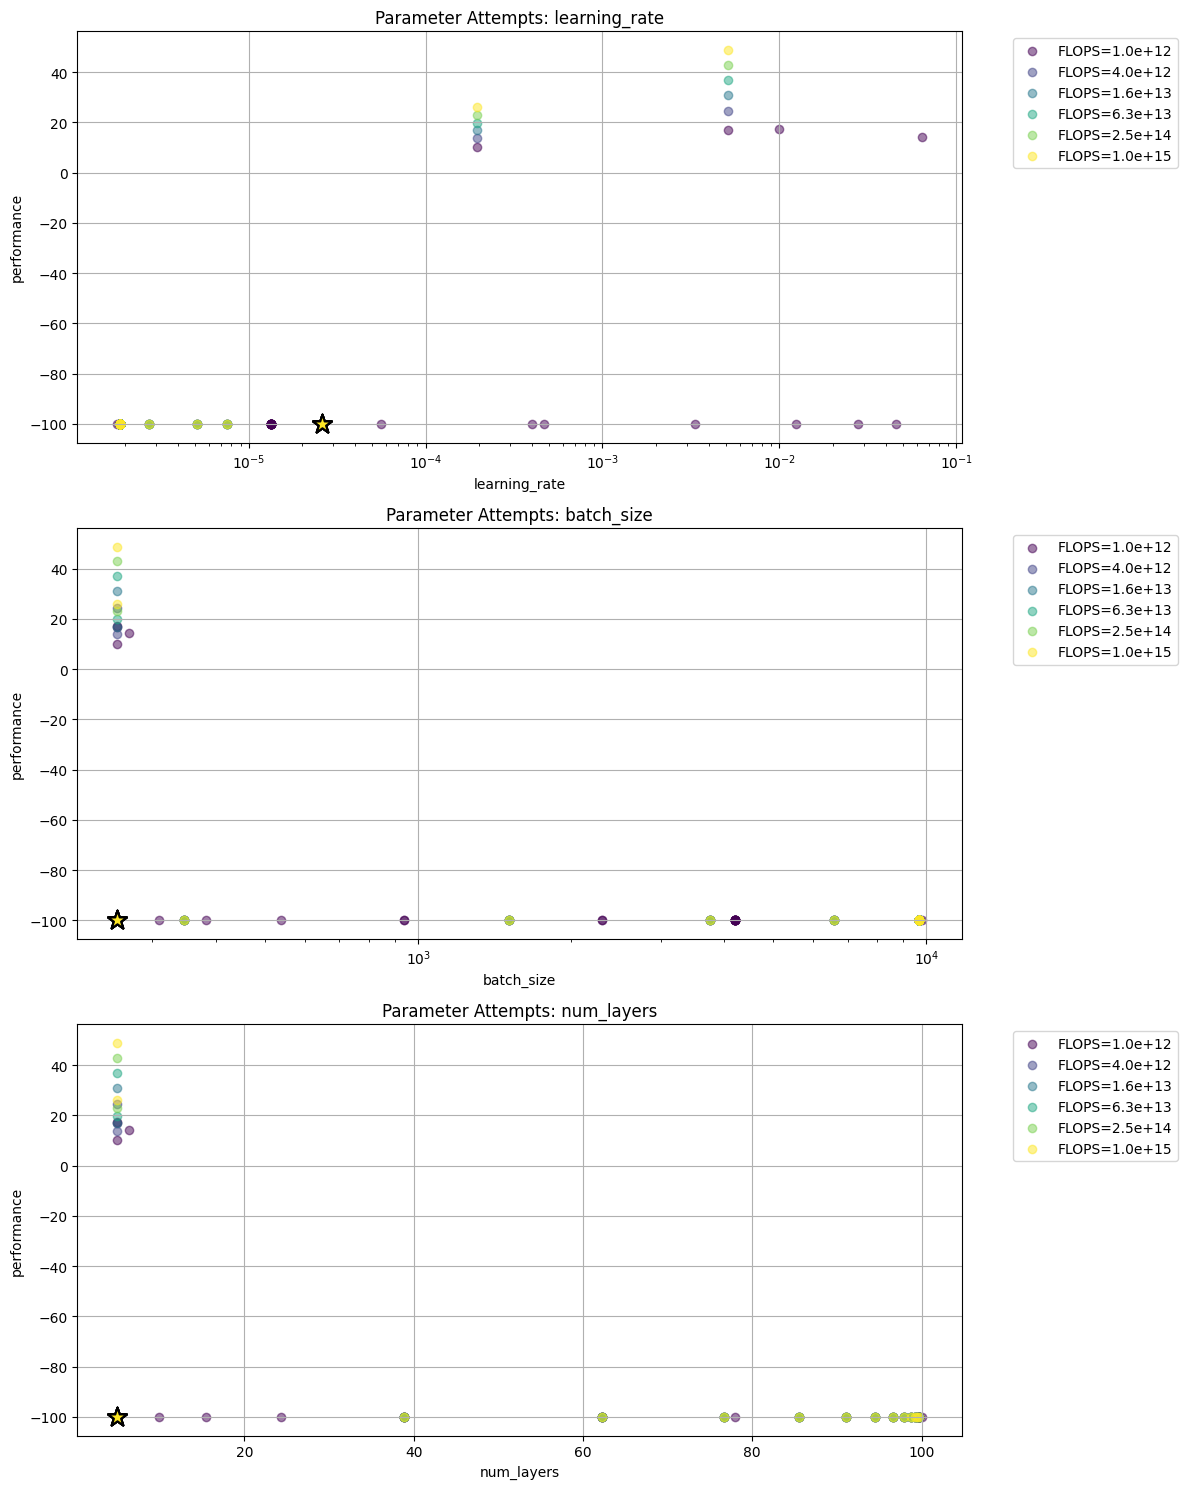 Parameter Attempts: learning_rate
performance
40
20
0
−20
−40
−60
−80
−100
10⁻⁵
10⁻⁴
10⁻³
10⁻²
10⁻¹
learning_rate
FLOPS=1.0e+12
FLOPS=4.0e+12
FLOPS=1.6e+13
FLOPS=6.3e+13
FLOPS=2.5e+14
FLOPS=1.0e+15
Parameter Attempts: batch_size
performance
40
20
0
−20
−40
−60
−80
−100
10³
10⁴
batch_size
FLOPS=1.0e+12
FLOPS=4.0e+12
FLOPS=1.6e+13
FLOPS=6.3e+13
FLOPS=2.5e+14
FLOPS=1.0e+15
Parameter Attempts: num_layers
performance
40
20
0
−20
−40
−60
−80
−100
20
40
60
80
100
num_layers
FLOPS=1.0e+12
FLOPS=4.0e+12
FLOPS=1.6e+13
FLOPS=6.3e+13
FLOPS=2.5e+14
FLOPS=1.0e+15